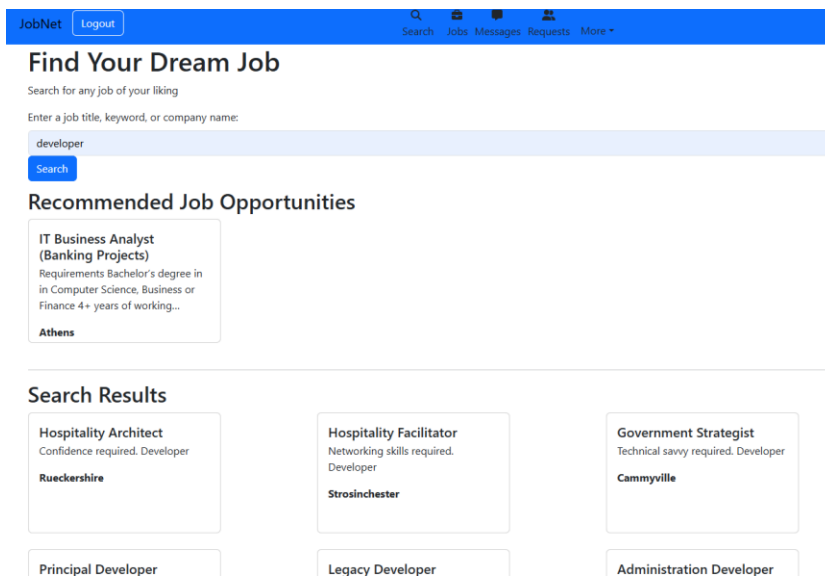 JobNet Logout Search Jobs Messages Requests More
Find Your Dream Job
Search for any job of your liking
Enter a job title, keyword, or company name:
developer
Search
Recommended Job Opportunities
IT Business Analyst
(Banking Projects)
Requirements Bachelor's degree in
in Computer Science, Business or
Finance 4+ years of working...
Athens
Search Results
Hospitality Architect
Confidence required. Developer
Rueckershire
Hospitality Facilitator
Networking skills required.
Developer
Strosinchester
Government Strategist
Technical savvy required. Developer
Cammyville
Principal Developer
Legacy Developer
Administration Developer